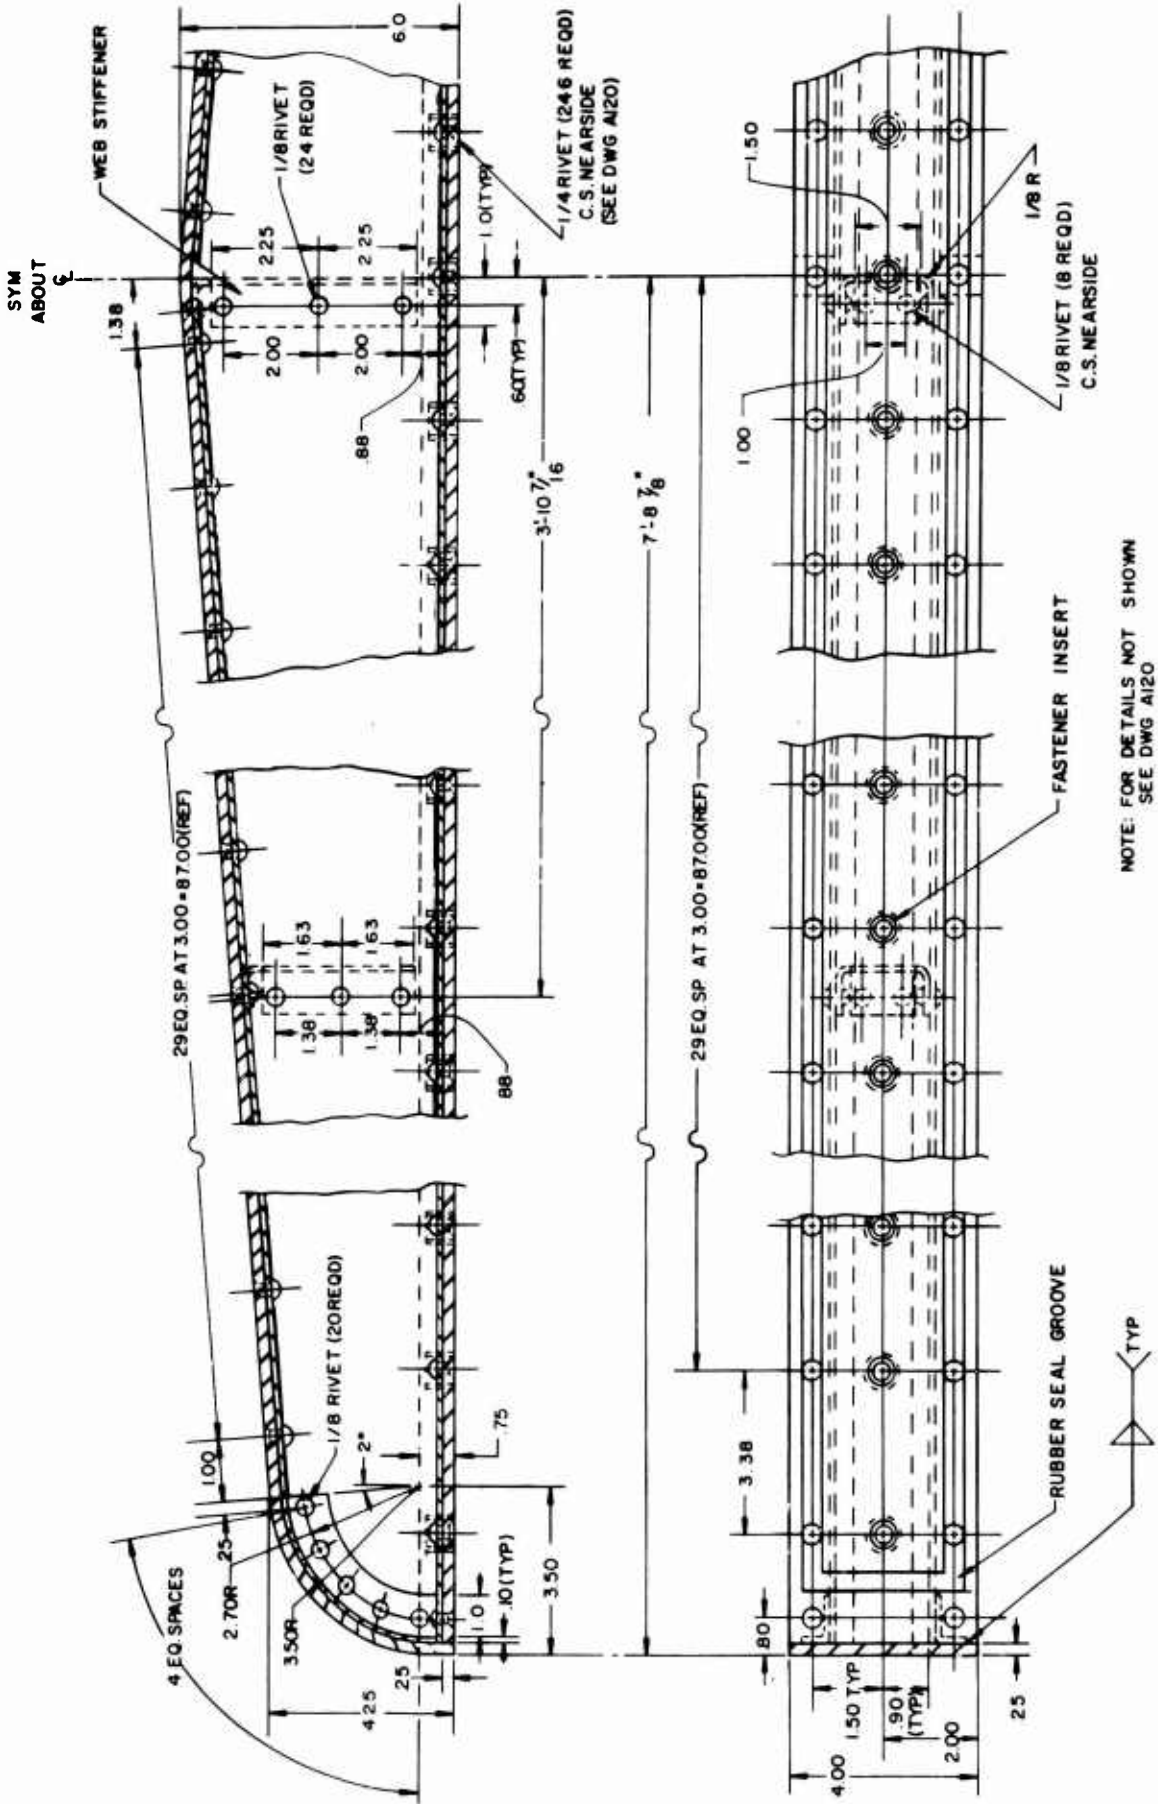 SYM
ABOUT
℄
WEB STIFFENER
1.38
2.25
2.25
1/8 RIVET
(24 REQD)
6.0
2.00
2.00
.88
1.0 (TYP)
.60(TYP)
1/4 RIVET (246 REQD)
C.S. NEARSIDE
(SEE DWG A120)
29 EQ. SP AT 3.00=87.00(REF)
1.63
1.63
1.38
1.38
.88
3'-10 7/16"
7'-8 7/8"
29 EQ. SP AT 3.00=87.00(REF)
4 EQ. SPACES
1.00
.25
2.70R
3.50R
1/8 RIVET (20 REQD)
2°
.75
4.25
.25
1.0
.10 (TYP)
3.50
1.50
1.00
1/8 R
1/8 RIVET (8 REQD)
C.S. NEARSIDE
FASTENER INSERT
3.38
.80
RUBBER SEAL GROOVE
TYP
1.50 TYP
.90
(TYP)
4.00
2.00
.25
NOTE: FOR DETAILS NOT SHOWN
SEE DWG A120